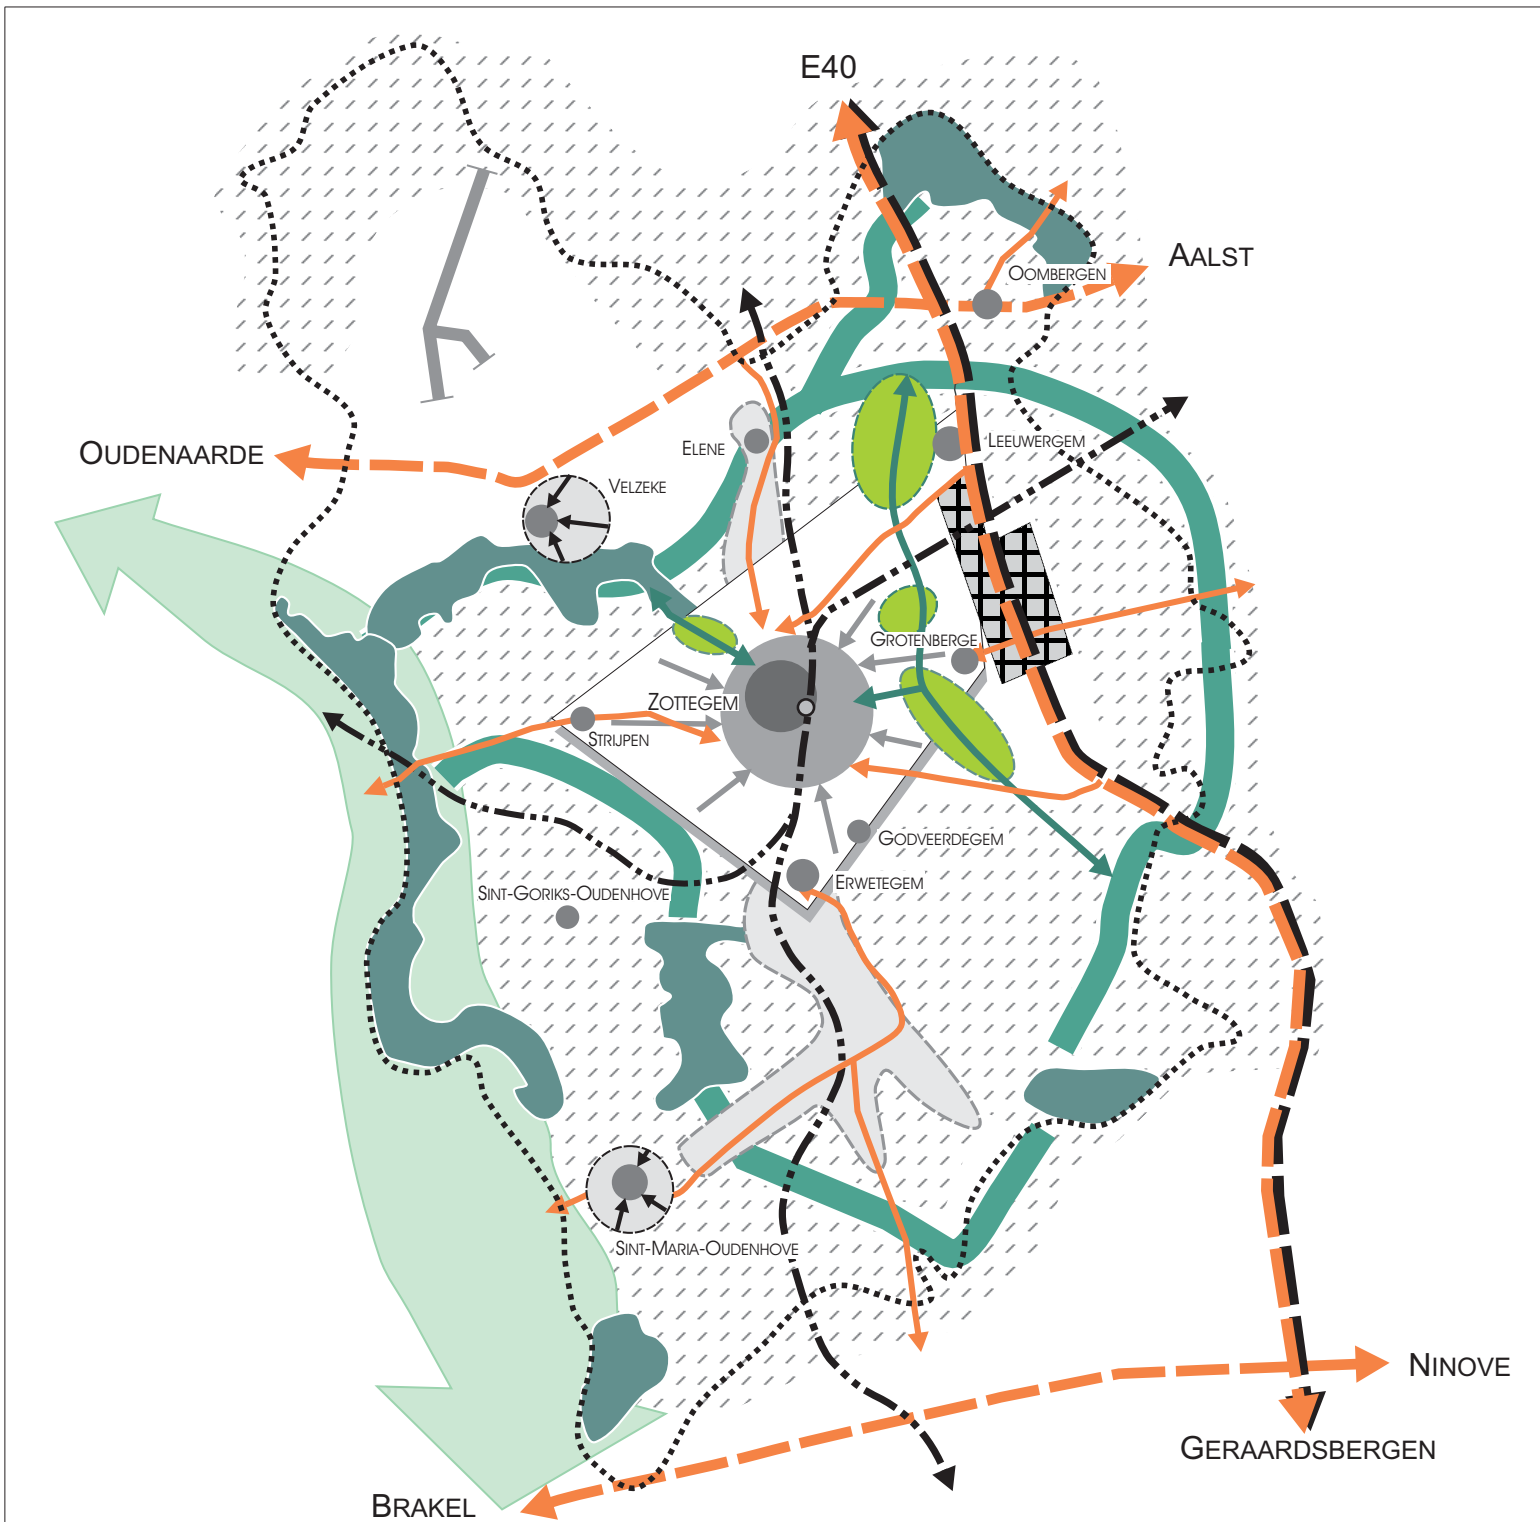 E40
AALST
OOMBERGEN
OUDENAARDE
ELENE
LEEUWERGEM
VELZEKE
GROTENBERGE
ZOTTEGEM
STRIJPEN
GODVEERDEGEM
ERWETEGEM
SINT-GORIKS-OUDENHOVE
SINT-MARIA-OUDENHOVE
NINOVE
GERAARDSBERGEN
BRAKEL